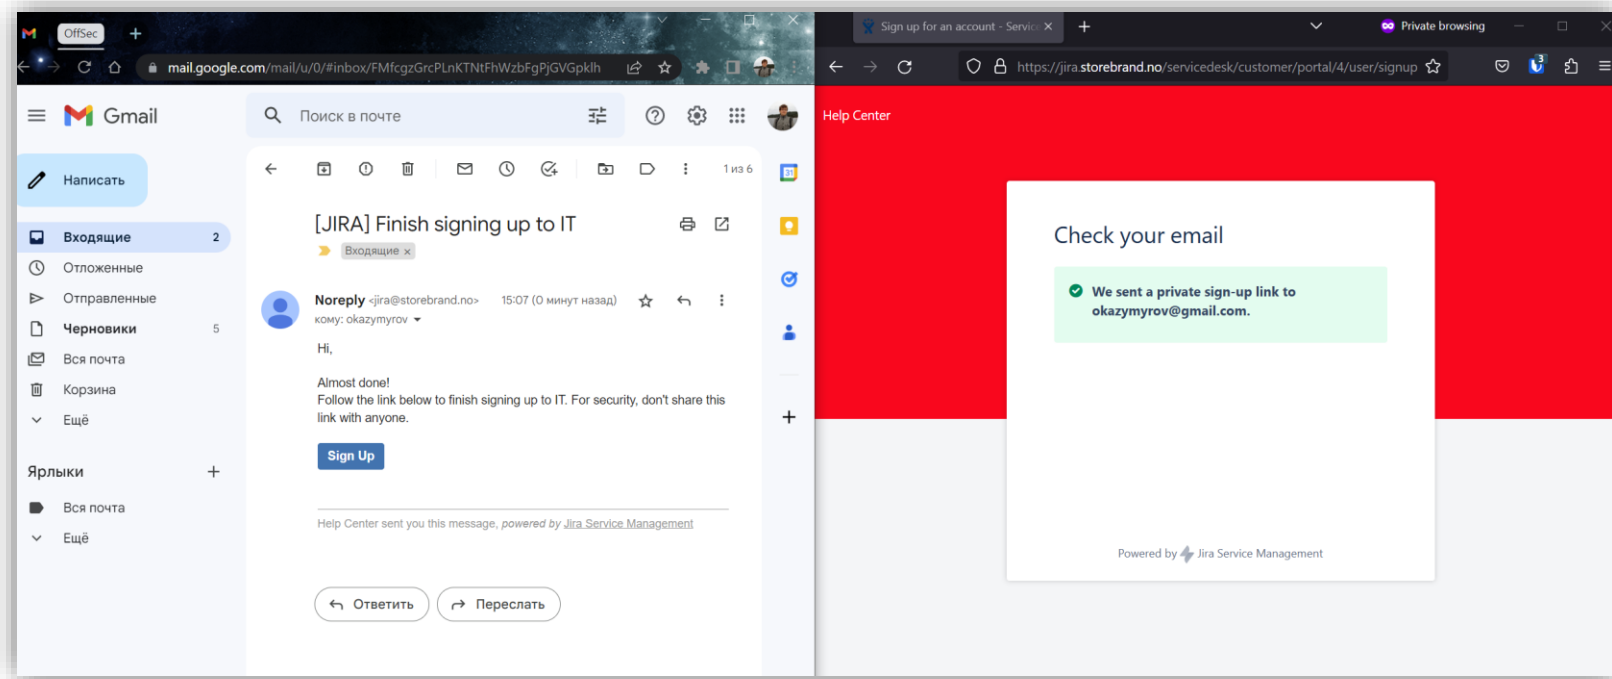 OffSec
mail.google.com/mail/u/0/#inbox/FMfcgzGrcPLnKTNtFhWzbFgPjGVGpklh
Gmail
Поиск в почте
Написать
1 из 6
Входящие 2
Отложенные
Отправленные
Черновики 5
Вся почта
Корзина
Ещё
Ярлыки
Вся почта
Ещё
[JIRA] Finish signing up to IT
Входящие x
Noreply <jira@storebrand.no> 15:07 (0 минут назад)
кому: okazymyrov
Hi,
Almost done!
Follow the link below to finish signing up to IT. For security, don't share this
link with anyone.
Sign Up
Help Center sent you this message, powered by Jira Service Management
Ответить
Переслать
31
Sign up for an account - Servic
Private browsing
https://jira.storebrand.no/servicedesk/customer/portal/4/user/signup
3
Help Center
Check your email
We sent a private sign-up link to
okazymyrov@gmail.com.
Powered by Jira Service Management